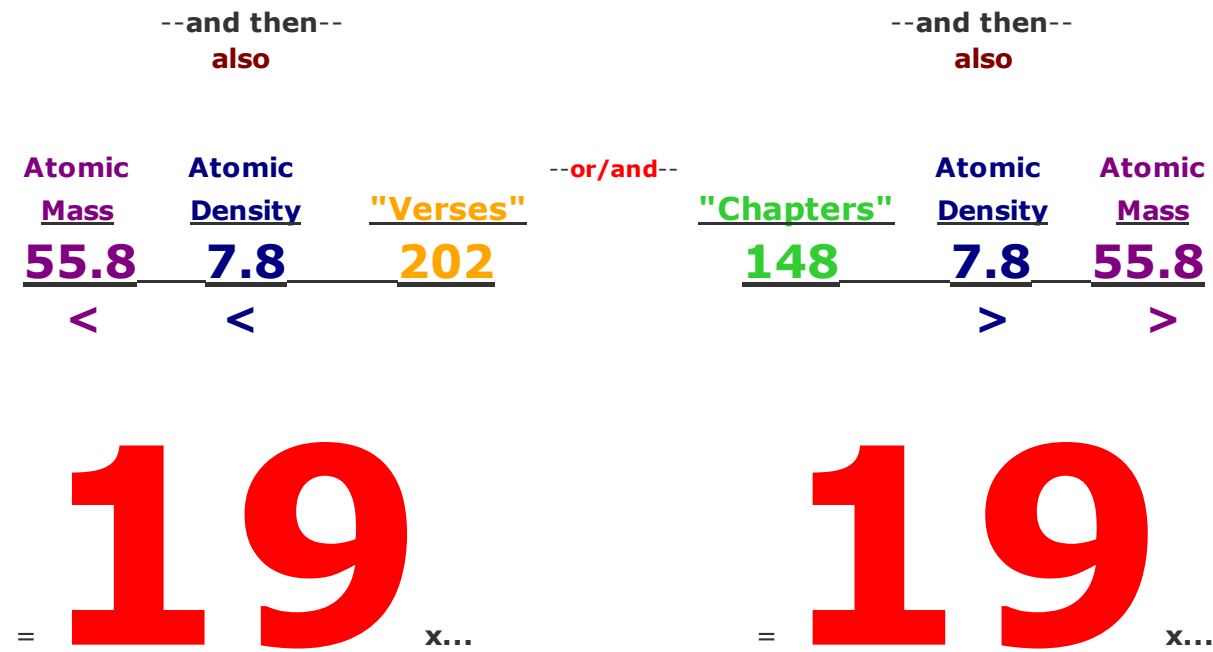 --and then-- --and then--
also also
Atomic Atomic --or/and-- Atomic Atomic
Mass Density "Verses" "Chapters" Density Mass
55.8 7.8 202 148 7.8 55.8
< < > >
= 19 x... = 19 x...